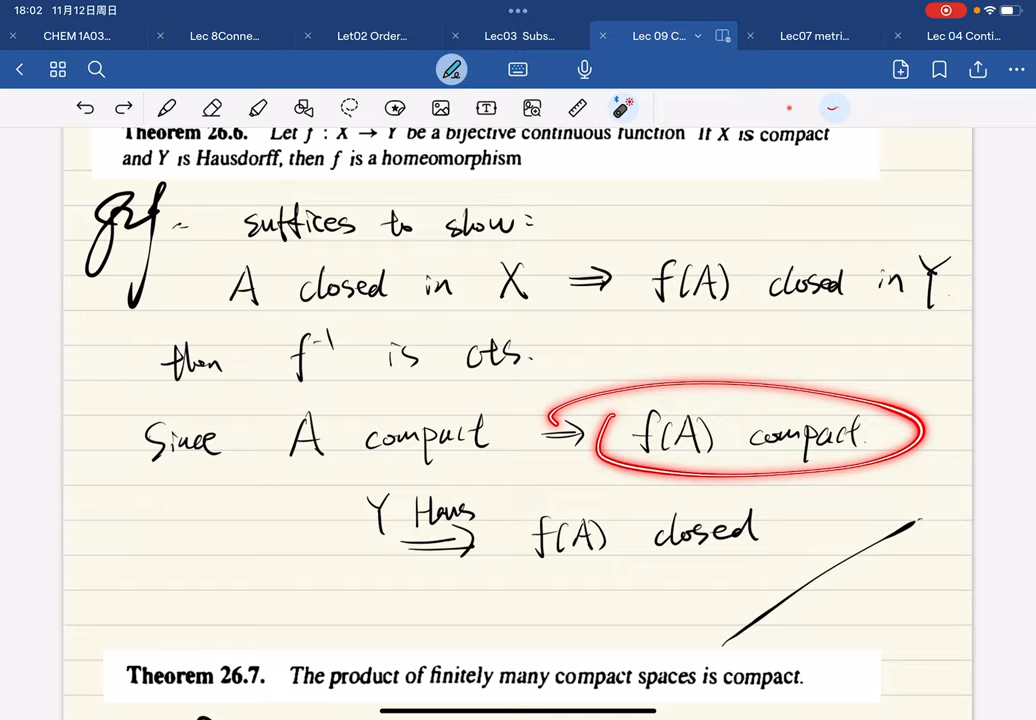 18:02 11月12日周日
CHEM 1A03... Lec 8Conne... Let02 Order... Lec03 Subs... Lec 09 C... Lec07 metri... Lec 04 Conti...
Theorem 26.6. Let f : X → Y be a bijective continuous function If X is compact
and Y is Hausdorff, then f is a homeomorphism
suffices to show:
A closed in X ⇒ f(A) closed in Y.
then f⁻¹ is cts.
Since A compact ⇒ f(A) compact.
Y Haus
⇒ f(A) closed
Theorem 26.7. The product of finitely many compact spaces is compact.